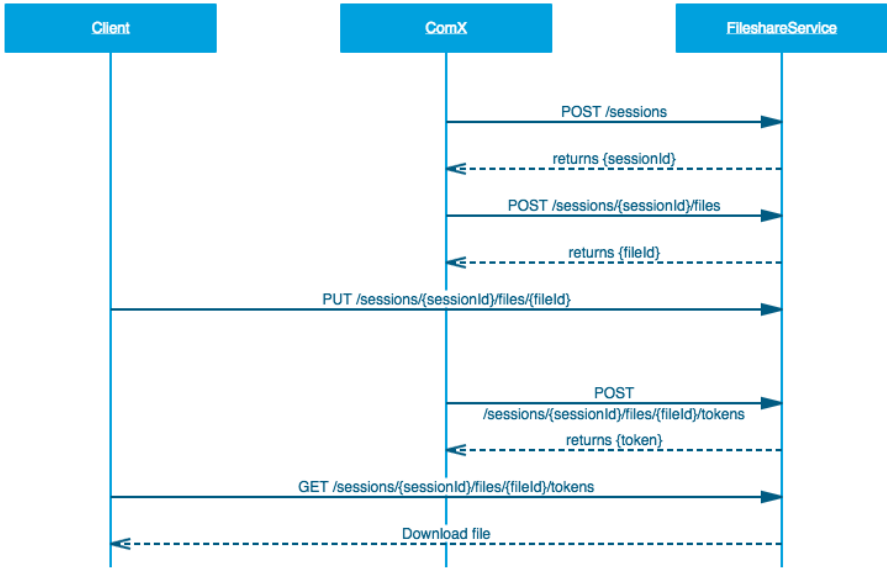 Client ComX FileshareService
POST /sessions
returns {sessionId}
POST /sessions/{sessionId}/files
returns {fileId}
PUT /sessions/{sessionId}/files/{fileId}
POST
/sessions/{sessionId}/files/{fileId}/tokens
returns {token}
GET /sessions/{sessionId}/files/{fileId}/tokens
Download file